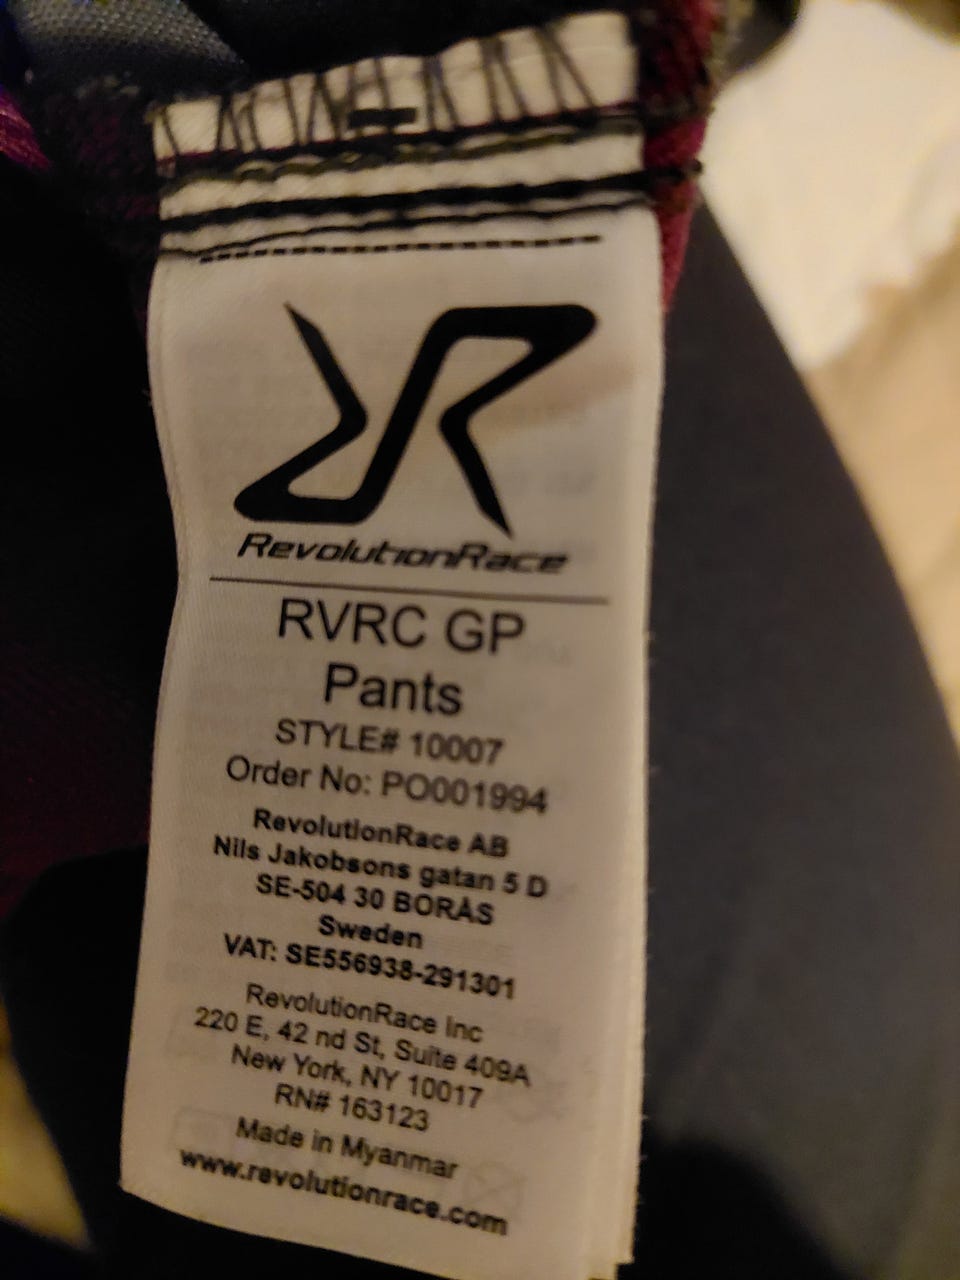 RevolutionRace
RVRC GP
Pants
STYLE# 10007
Order No: PO001994
RevolutionRace AB
Nils Jakobsons gatan 5 D
SE-504 30 BORÅS
Sweden
VAT: SE556938-291301
RevolutionRace Inc
220 E, 42 nd St, Suite 409A
New York, NY 10017
RN# 163123
Made in Myanmar
www.revolutionrace.com